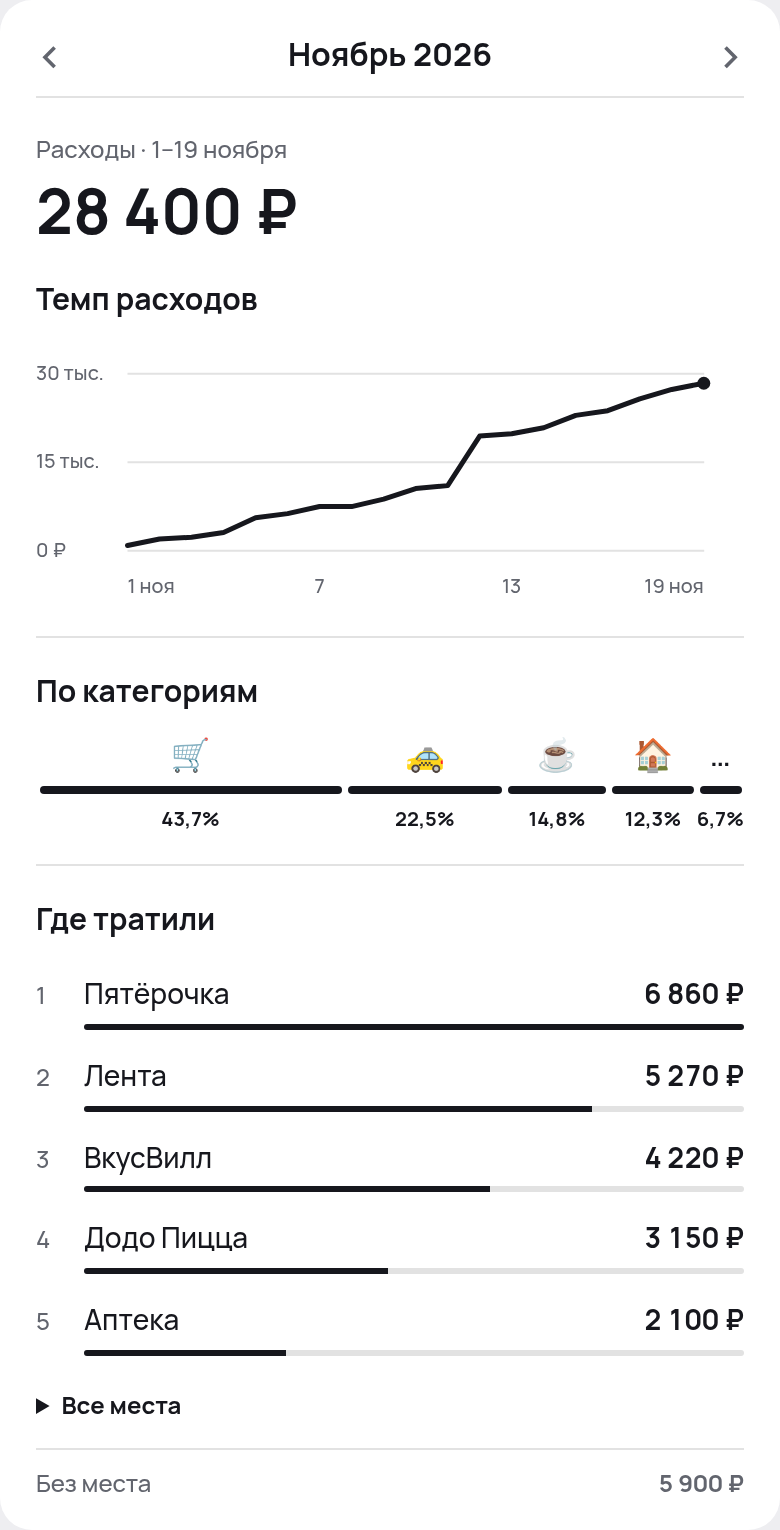 Ноябрь 2026
Расходы · 1–19 ноября
28 400 ₽
Темп расходов
30 тыс.
15 тыс.
0 ₽
1 ноя 7 13 19 ноя
По категориям
...
43,7% 22,5% 14,8% 12,3% 6,7%
Где тратили
1 Пятёрочка 6 860 ₽
2 Лента 5 270 ₽
3 ВкусВилл 4 220 ₽
4 Додо Пицца 3 150 ₽
5 Аптека 2 100 ₽
Все места
Без места 5 900 ₽